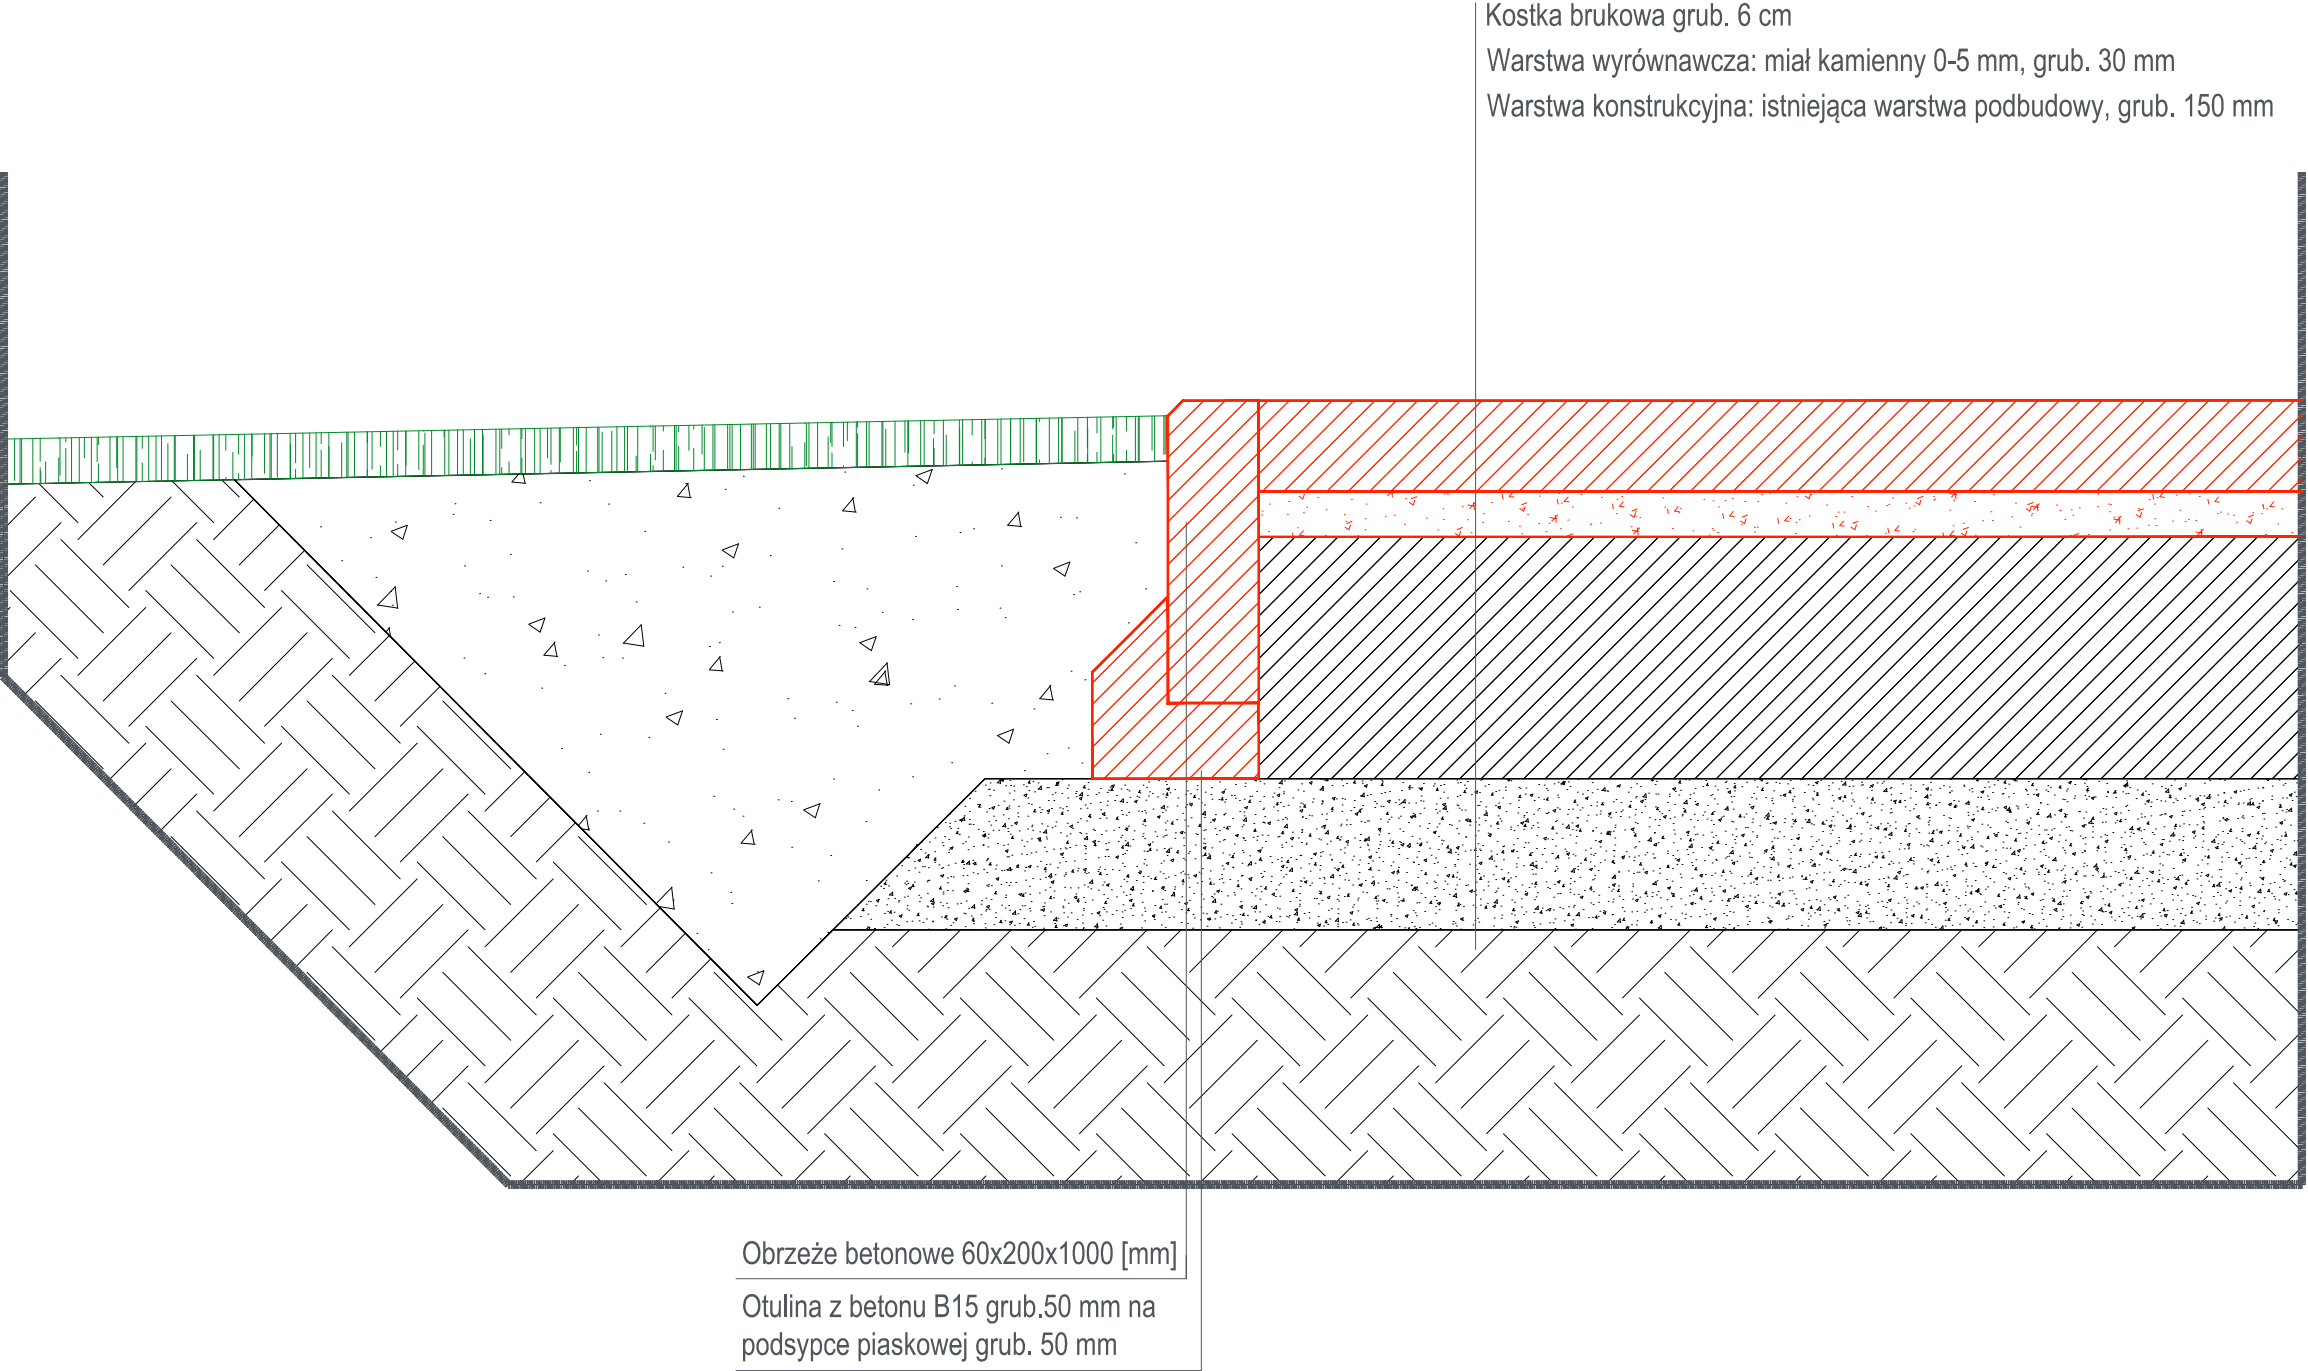 Kostka brukowa grub. 6 cm
Warstwa wyrównawcza: miał kamienny 0-5 mm, grub. 30 mm
Warstwa konstrukcyjna: istniejąca warstwa podbudowy, grub. 150 mm
Obrzeże betonowe 60x200x1000 [mm]
Otulina z betonu B15 grub.50 mm na
podsypce piaskowej grub. 50 mm